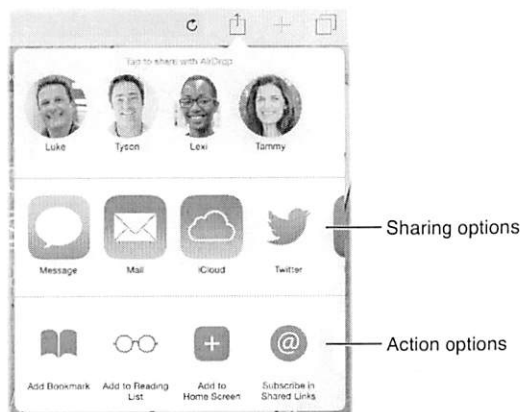 Tap to share with AirDrop
Luke Tyson Lexi Tammy
Sharing options
Message Mail iCloud Twitter
Action options
@
Add Bookmark Add to Reading Add to Subscribe in
List Home Screen Shared Links